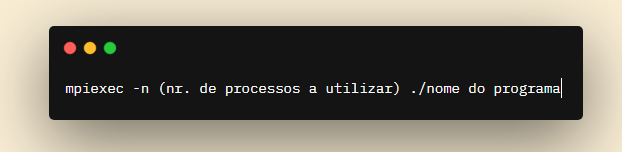 mpiexec -n (nr. de processos a utilizar) ./nome do programa